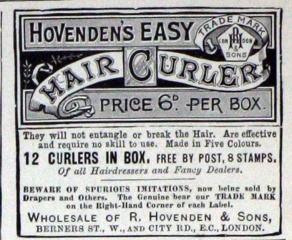 HOVENDEN'S EASY
TRADE MARK
R
LONDON
& SONS
HAIR CURLER.
PRICE 6D. PER BOX.
They will not entangle or break the Hair. Are effective
and require no skill to use. Made in Five Colours.
12 CURLERS IN BOX, FREE BY POST, 8 STAMPS.
Of all Hairdressers and Fancy Dealers.
BEWARE OF SPURIOUS IMITATIONS, now being sold by
Drapers and Others. The Genuine bear our TRADE MARK
on the Right-Hand Corner of each Label.
WHOLESALE OF R. HOVENDEN & SONS,
BERNERS ST., W., AND CITY RD., E.C., LONDON.